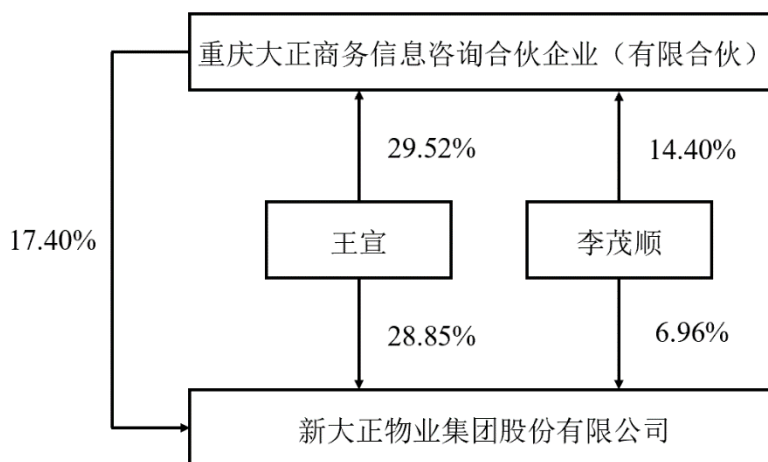 重庆大正商务信息咨询合伙企业（有限合伙）
29.52%
14.40%
17.40%
王宣
李茂顺
28.85%
6.96%
新大正物业集团股份有限公司